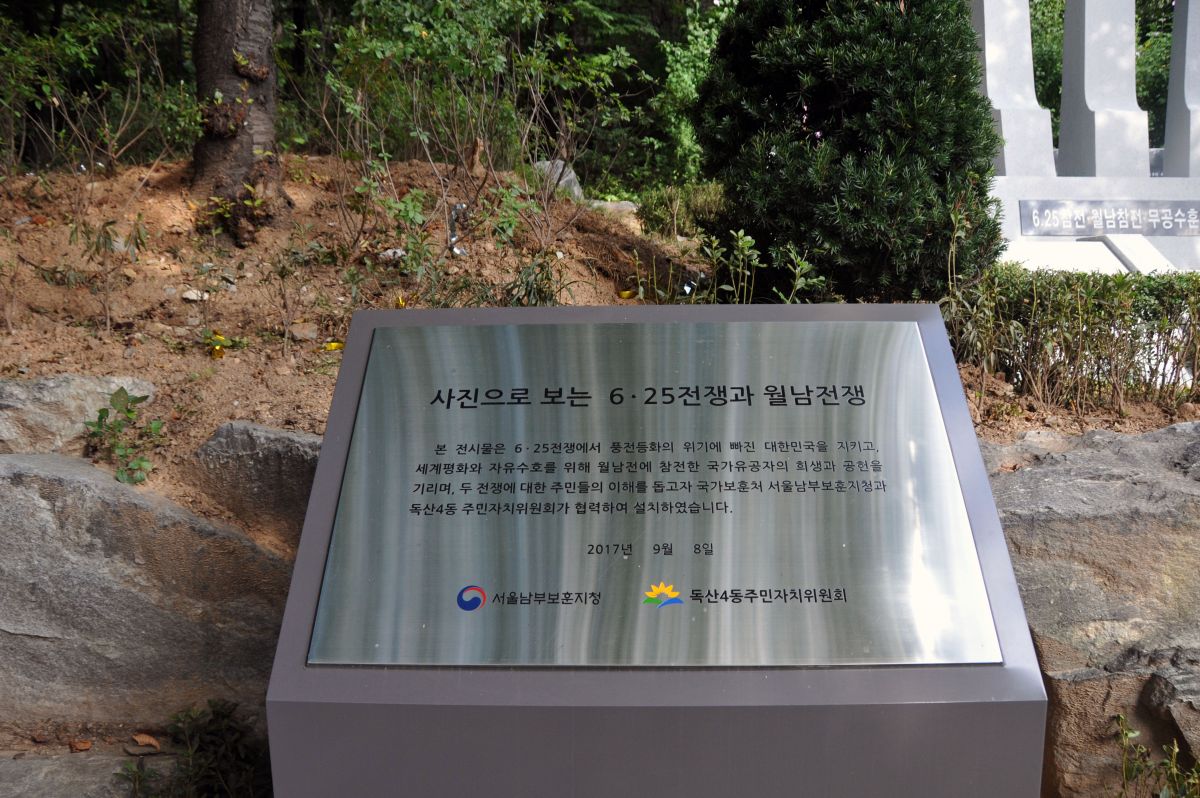 6.25참전·월남참전 무공수훈
사진으로 보는 6·25전쟁과 월남전쟁
본 전시물은 6·25전쟁에서 풍전등화의 위기에 빠진 대한민국을 지키고,
세계평화와 자유수호를 위해 월남전에 참전한 국가유공자의 희생과 공헌을
기리며, 두 전쟁에 대한 주민들의 이해를 돕고자 국가보훈처 서울남부보훈지청과
독산4동 주민자치위원회가 협력하여 설치하였습니다.
2017년 9월 8일
서울남부보훈지청 독산4동주민자치위원회